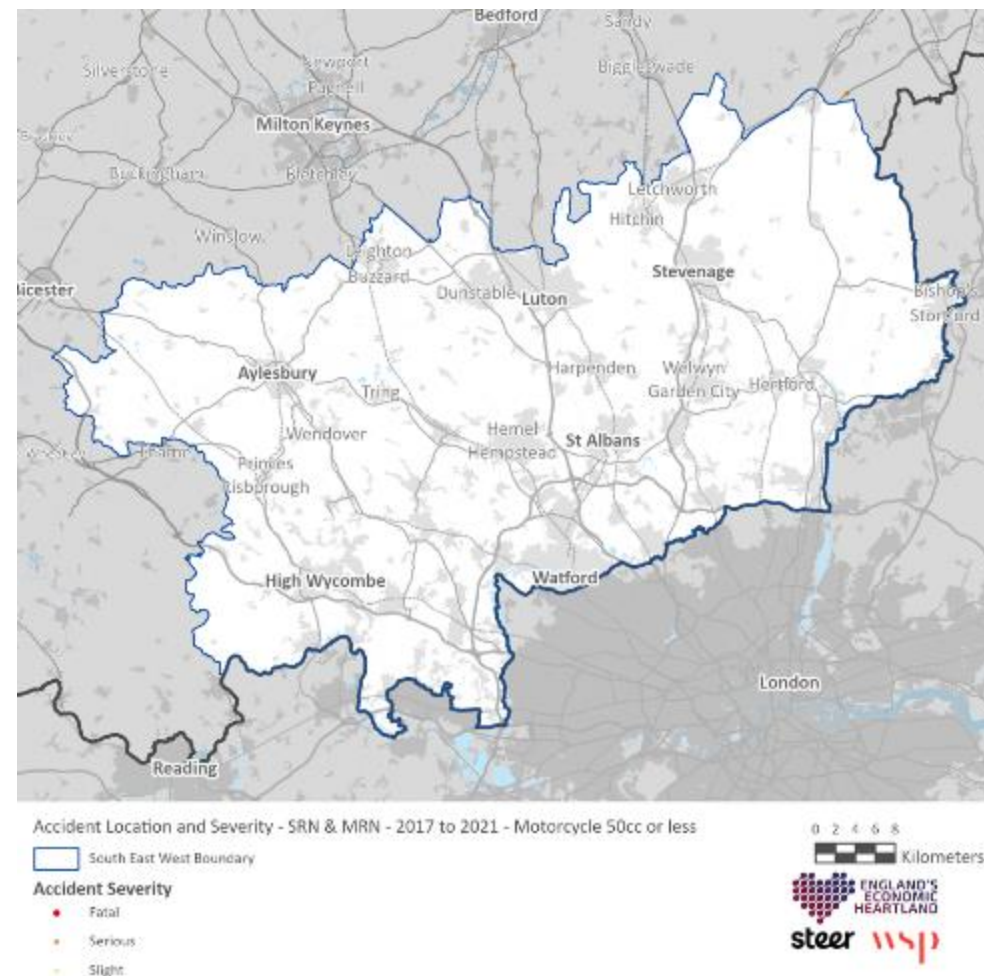 Bedford
Sandy
Silverstone
Newport
Pagnell
Biggleswade
Milton Keynes
Buckingham
Bletchley
Letchworth
Hitchin
Winslow
Leighton
Buzzard
Stevenage
Bicester
Dunstable
Luton
Bishop's
Stortford
Aylesbury
Harpenden
Welwyn
Garden City
Hertford
Tring
Wendover
Hemel
Hempstead
St Albans
Thame
Princes
Risborough
High Wycombe
Watford
London
Reading
Accident Location and Severity - SRN & MRN - 2017 to 2021 - Motorcycle 50cc or less
0 2 4 6 8
Kilometers
South East West Boundary
Accident Severity
Fatal
Serious
Slight
ENGLAND'S
ECONOMIC
HEARTLAND
steer wsp